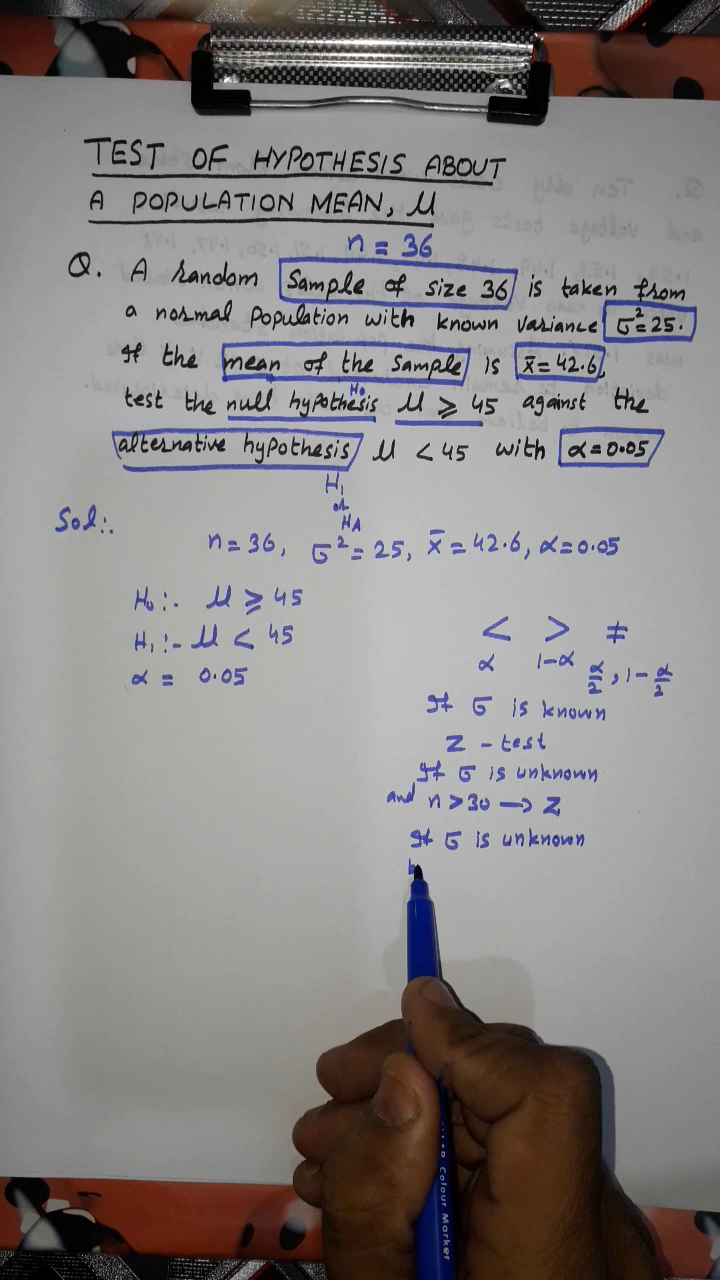 TEST OF HYPOTHESIS ABOUT
A POPULATION MEAN, μ
n = 36
Q. A random Sample of size 36 is taken from
a normal population with known variance σ² = 25.
If the mean of the sample is x̄ = 42.6,
H₀
test the null hypothesis μ ≥ 45 against the
alternative hypothesis μ < 45 with α = 0.05
H₁
or
HA
Sol:.
n = 36, σ² = 25, x̄ = 42.6, α = 0.05
H₀ :- μ ≥ 45
H₁ :- μ < 45
α = 0.05
< > ≠
α 1-α α/2, 1-α/2
If σ is known
Z - test
If σ is unknown
and n > 30 → Z
If σ is unknown
Colour Marker